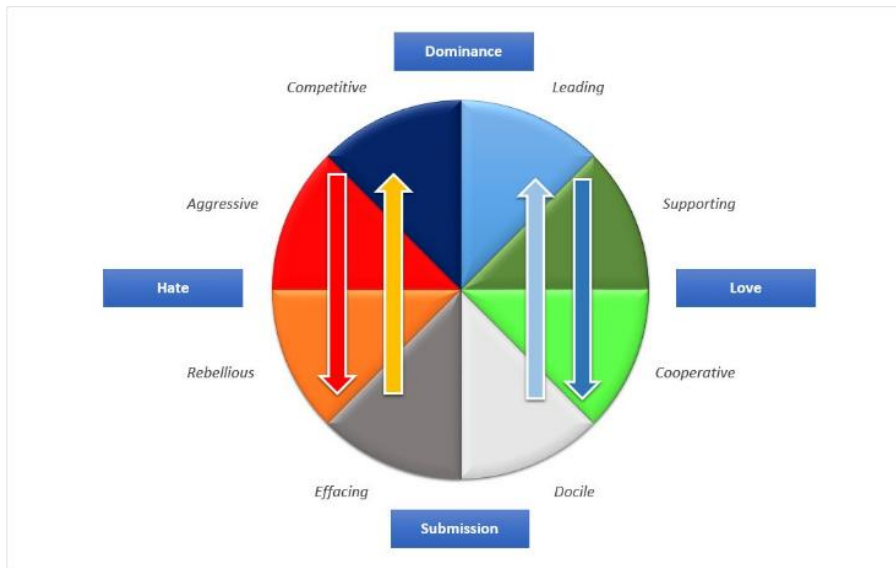 Dominance
Competitive
Leading
Aggressive
Supporting
Hate
Love
Rebellious
Cooperative
Effacing
Docile
Submission